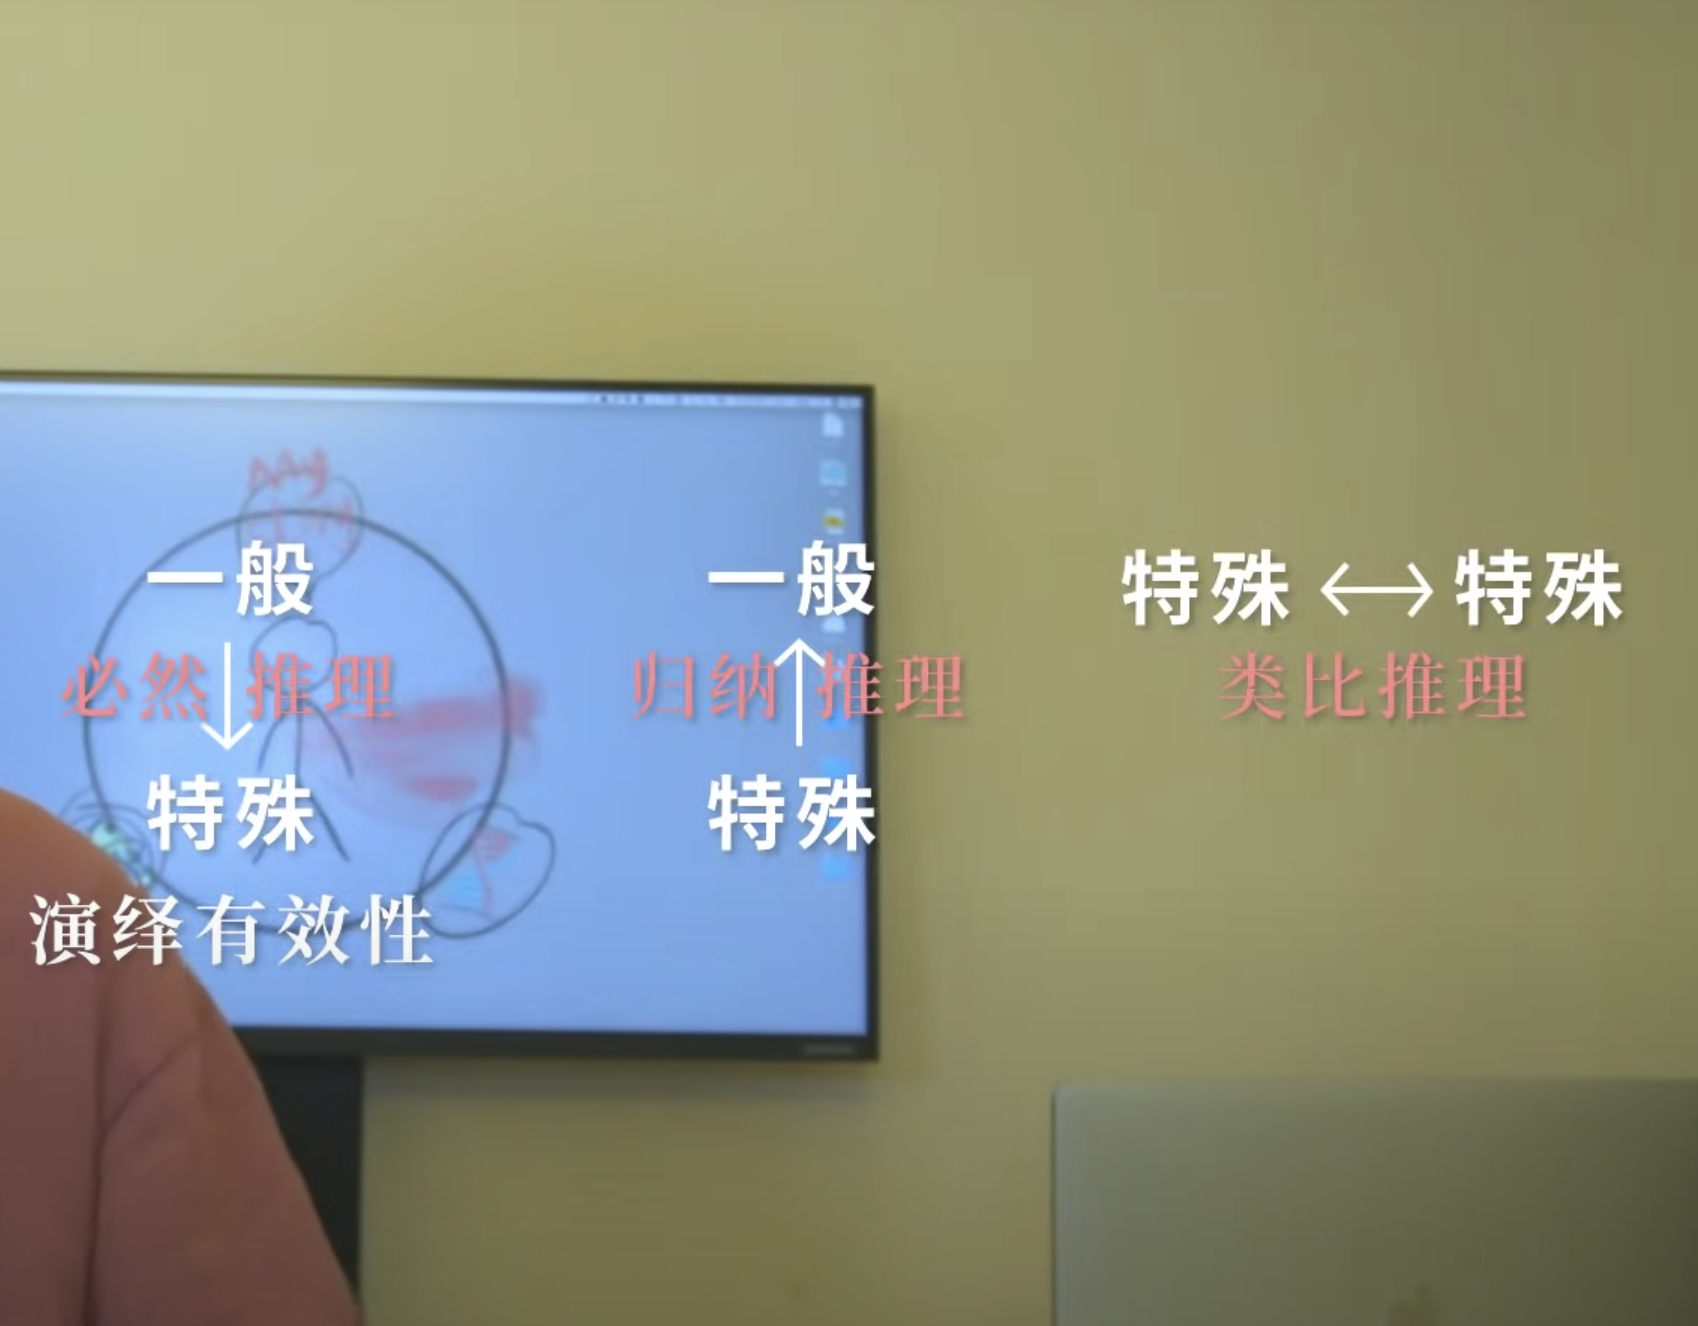 一般
必然推理
特殊
演绎有效性
一般
归纳推理
特殊
特殊 ↔ 特殊
类比推理